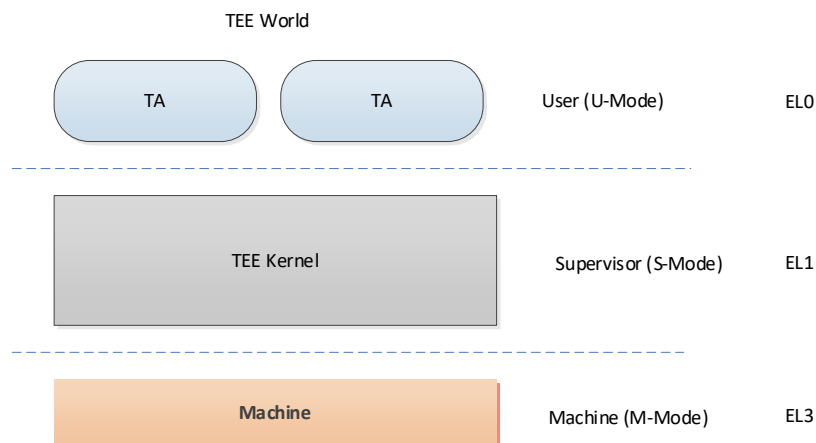 TEE World
TA TA User (U-Mode) EL0
TEE Kernel Supervisor (S-Mode) EL1
Machine Machine (M-Mode) EL3